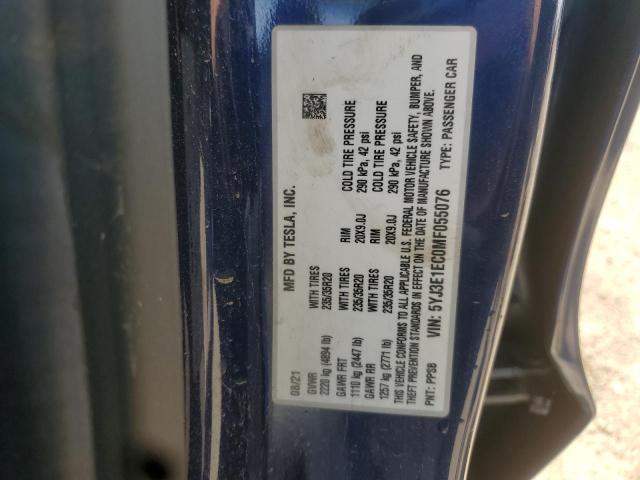 MFD BY TESLA, INC.
08/21
GVWR
2220 kg (4894 lb)
GAWR FRT WITH TIRES RIM COLD TIRE PRESSURE
1110 kg (2447 lb) 235/35R20 20X9.0J 290 kPa, 42 psi
GAWR RR WITH TIRES RIM COLD TIRE PRESSURE
1257 kg (2771 lb) 235/35R20 20X9.0J 290 kPa, 42 psi
THIS VEHICLE CONFORMS TO ALL APPLICABLE U.S. FEDERAL MOTOR VEHICLE SAFETY, BUMPER, AND
THEFT PREVENTION STANDARDS IN EFFECT ON THE DATE OF MANUFACTURE SHOWN ABOVE.
PNT: PPSB VIN: 5YJ3E1EC0MF055076 TYPE: PASSENGER CAR